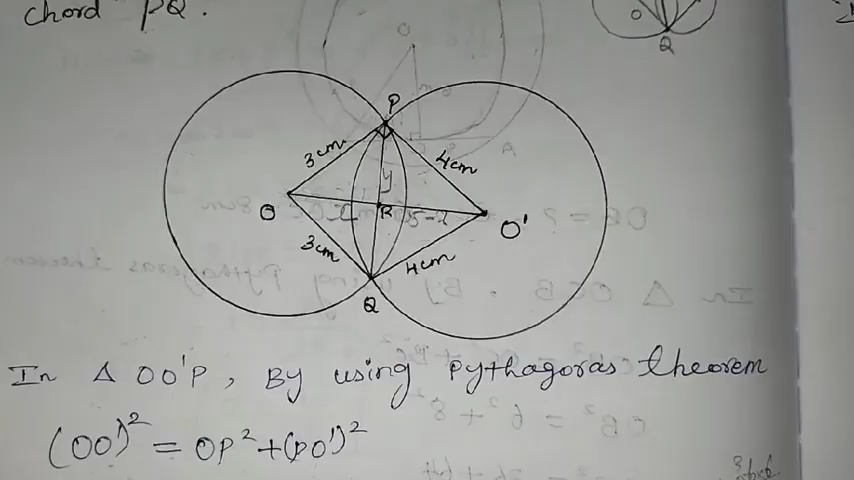 chord PQ.
O
Q
P
3cm
4cm
y
O
x
R
5-x
O'
3cm
4cm
Q
In Δ OO'P, By using Pythagoras theorem
(OO')² = OP² + (PO')²